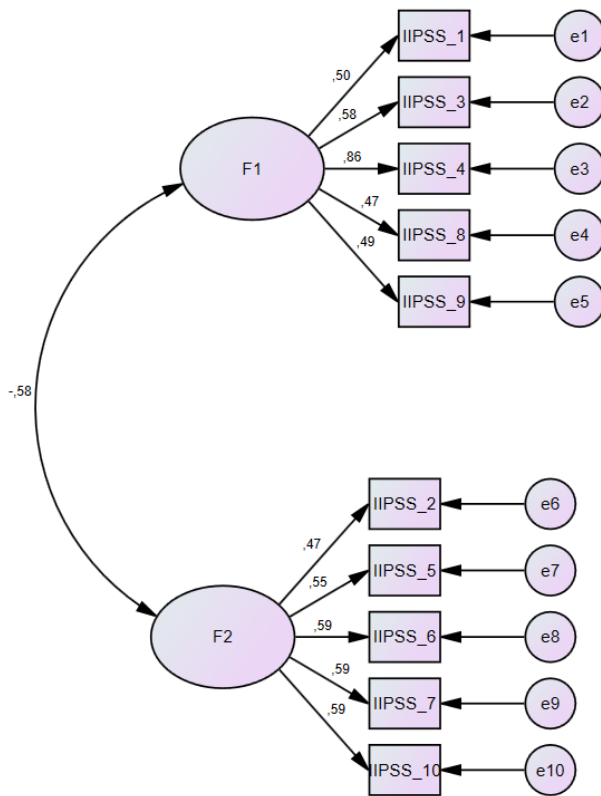 IIPSS_1
e1
,50
IIPSS_3
e2
,58
F1
,86
IIPSS_4
e3
,47
IIPSS_8
e4
,49
IIPSS_9
e5
-,58
IIPSS_2
e6
,47
IIPSS_5
e7
,55
F2
,59
IIPSS_6
e8
,59
IIPSS_7
e9
,59
IIPSS_10
e10